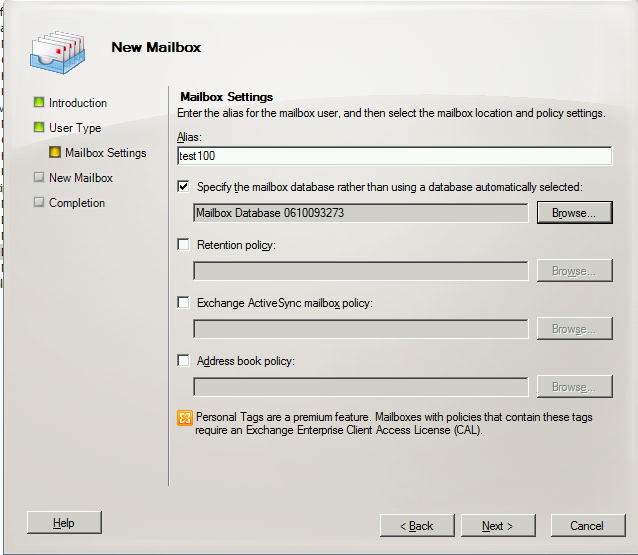 New Mailbox
Introduction
User Type
Mailbox Settings
New Mailbox
Completion
Mailbox Settings
Enter the alias for the mailbox user, and then select the mailbox location and policy settings.
Alias:
test100
Specify the mailbox database rather than using a database automatically selected:
Mailbox Database 0610093273
Browse...
Retention policy:
Browse...
Exchange ActiveSync mailbox policy:
Browse...
Address book policy:
Browse...
Personal Tags are a premium feature. Mailboxes with policies that contain these tags
require an Exchange Enterprise Client Access License (CAL).
Help
< Back
Next >
Cancel